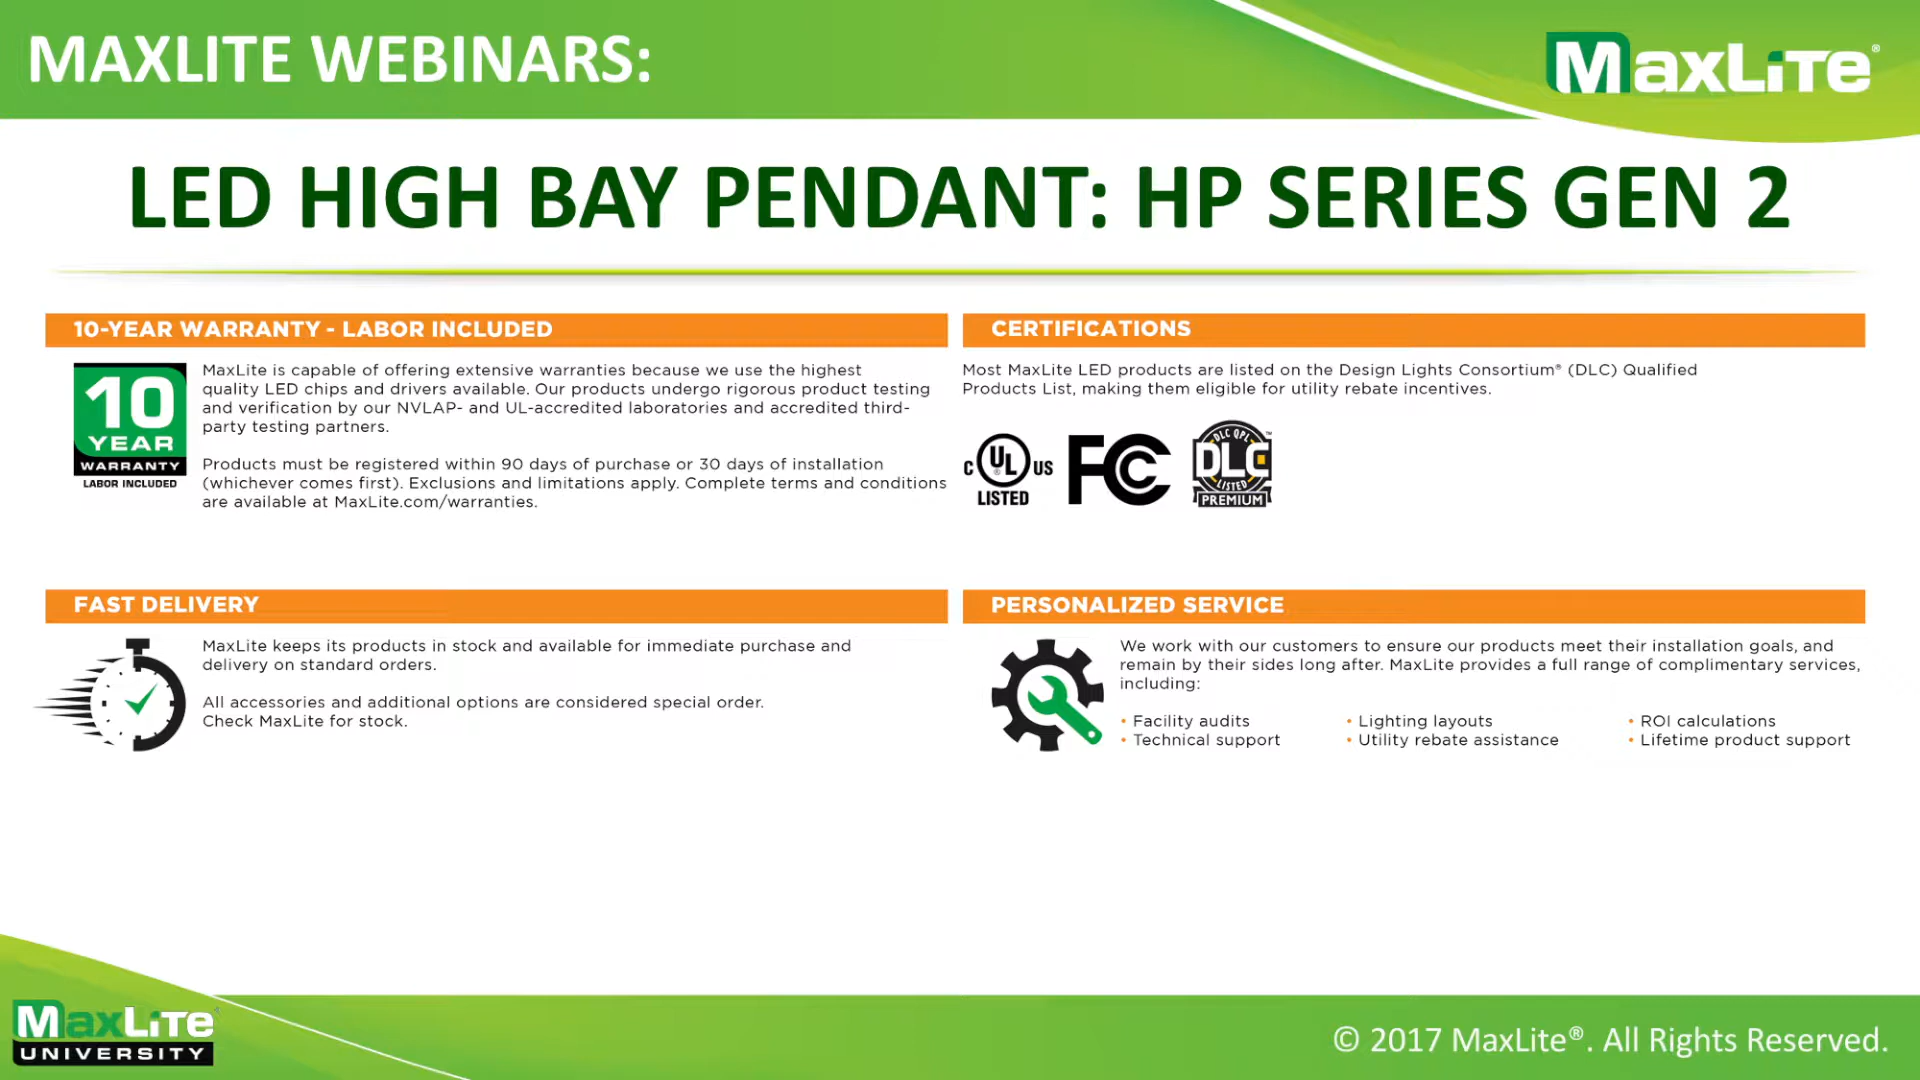 MAXLITE WEBINARS:
MaxLiTe®
LED HIGH BAY PENDANT: HP SERIES GEN 2
10-YEAR WARRANTY - LABOR INCLUDED
10
YEAR
WARRANTY
LABOR INCLUDED
MaxLite is capable of offering extensive warranties because we use the highest
quality LED chips and drivers available. Our products undergo rigorous product testing
and verification by our NVLAP- and UL-accredited laboratories and accredited third-
party testing partners.
Products must be registered within 90 days of purchase or 30 days of installation
(whichever comes first). Exclusions and limitations apply. Complete terms and conditions
are available at MaxLite.com/warranties.
CERTIFICATIONS
Most MaxLite LED products are listed on the Design Lights Consortium® (DLC) Qualified
Products List, making them eligible for utility rebate incentives.
C UL® US
LISTED
FC
DLC QPL™
DLC
LISTED
PREMIUM
FAST DELIVERY
MaxLite keeps its products in stock and available for immediate purchase and
delivery on standard orders.
All accessories and additional options are considered special order.
Check MaxLite for stock.
PERSONALIZED SERVICE
We work with our customers to ensure our products meet their installation goals, and
remain by their sides long after. MaxLite provides a full range of complimentary services,
including:
• Facility audits
• Technical support
• Lighting layouts
• Utility rebate assistance
• ROI calculations
• Lifetime product support
MaxLiTe®
UNIVERSITY
© 2017 MaxLite®. All Rights Reserved.